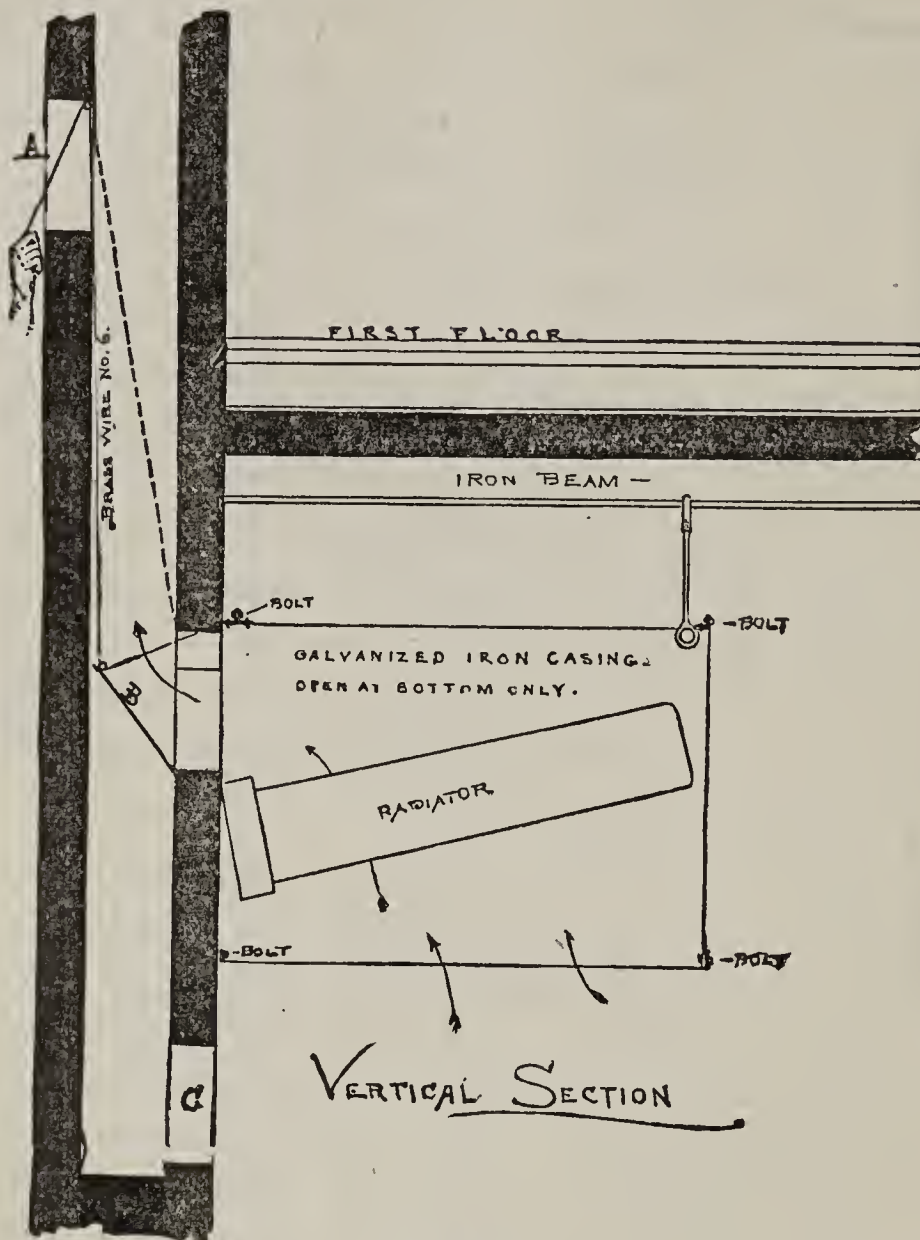 A
FIRST FLOOR
BRASS WIRE No. 6.
IRON BEAM –
BOLT
–BOLT
GALVANIZED IRON CASING.
OPEN AT BOTTOM ONLY.
B
RADIATOR
–BOLT
–BOLT
C
VERTICAL SECTION